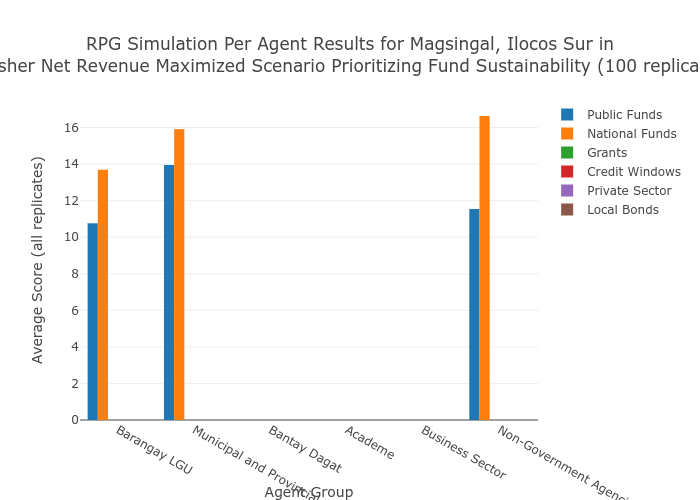 RPG Simulation Per Agent Results for Magsingal, Ilocos Sur in
sher Net Revenue Maximized Scenario Prioritizing Fund Sustainability (100 replica
Public Funds
National Funds
Grants
Credit Windows
Private Sector
Local Bonds
Average Score (all replicates)
16
14
12
10
8
6
4
2
0
Barangay LGU
Municipal and Provincial
Bantay Dagat
Academe
Business Sector
Non-Government Agenci
Agent Group